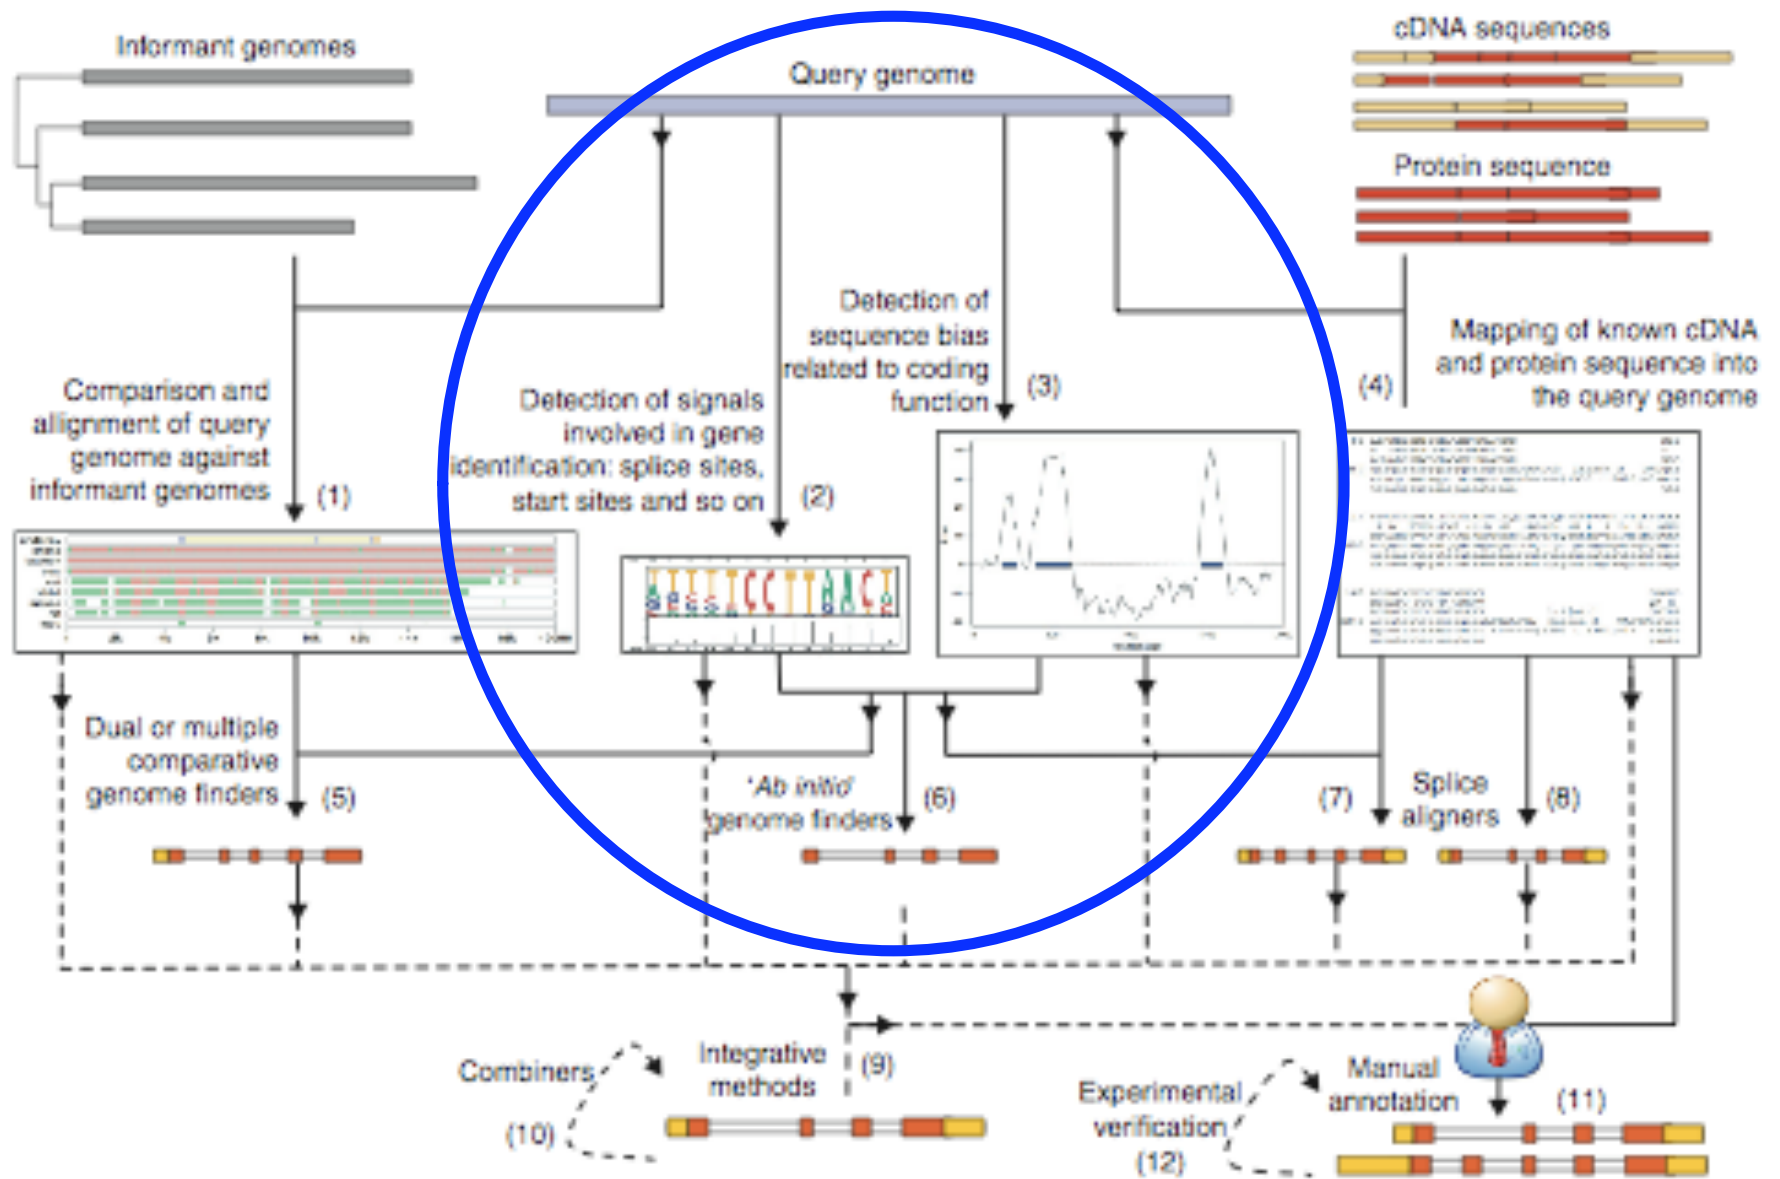 Informant genomes
Query genome
cDNA sequences
Protein sequence
Comparison and
allignment of query
genome against
informant genomes
(1)
Detection of signals
involved in gene
identification: splice sites,
start sites and so on
(2)
Detection of
sequence bias
related to coding
function
(3)
(4)
Mapping of known cDNA
and protein sequence into
the query genome
ATTTTCCTTAACT
Dual or multiple
comparative
genome finders
(5)
'Ab initio'
genome finders
(6)
(7)
Splice
aligners
(8)
Combiners
(10)
Integrative
methods
(9)
Experimental
verification
(12)
Manual
annotation
(11)